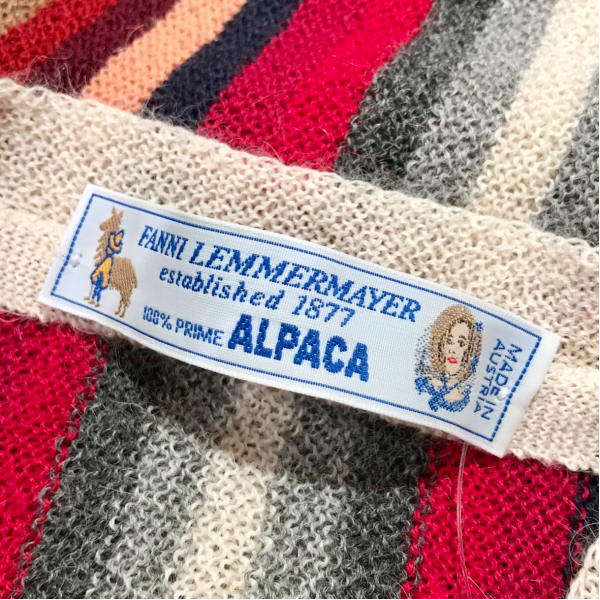 FANNI LEMMERMAYER
established 1877
100% PRIME ALPACA
MADE IN
AUSTRIA